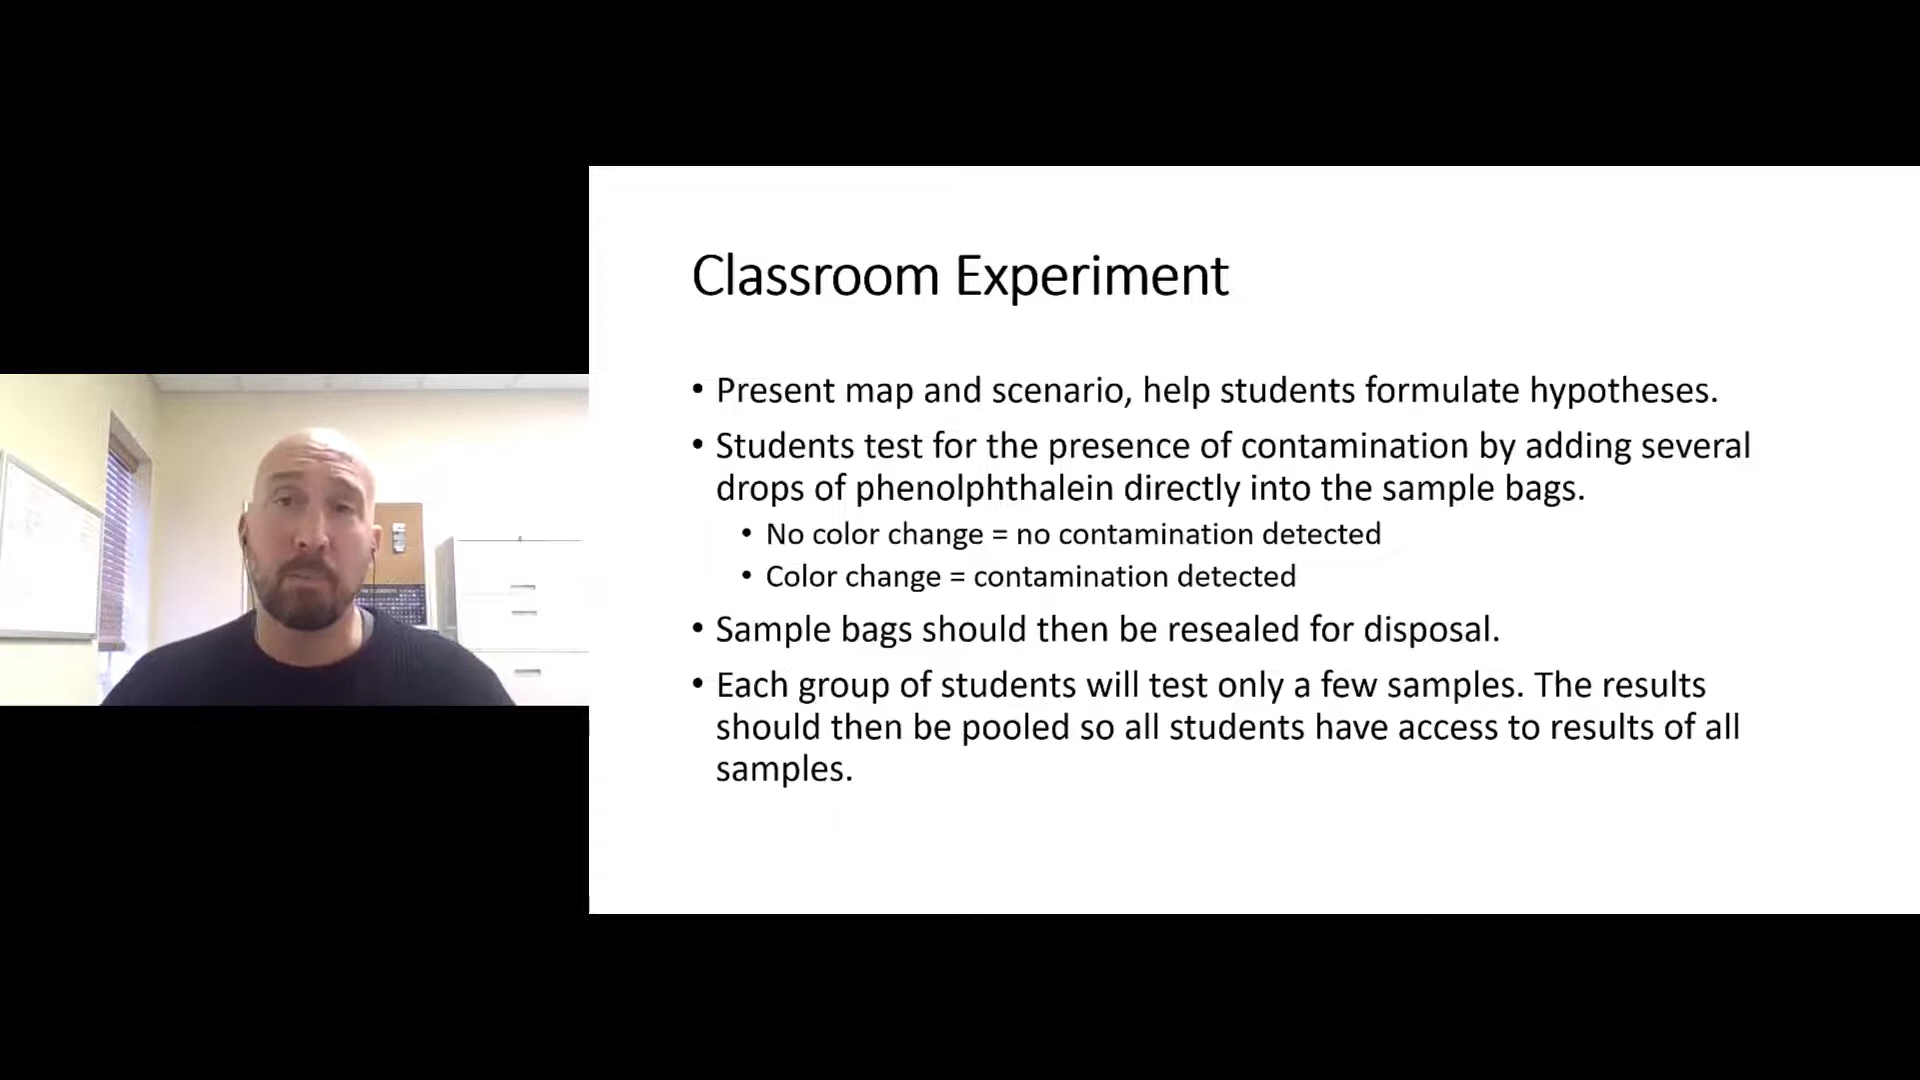 Classroom Experiment
• Present map and scenario, help students formulate hypotheses.
• Students test for the presence of contamination by adding several
drops of phenolphthalein directly into the sample bags.
• No color change = no contamination detected
• Color change = contamination detected
• Sample bags should then be resealed for disposal.
• Each group of students will test only a few samples. The results
should then be pooled so all students have access to results of all
samples.